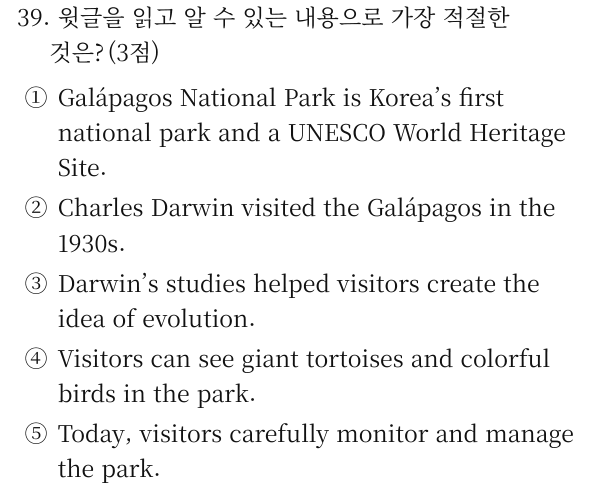 39. 윗글을 읽고 알 수 있는 내용으로 가장 적절한
것은? (3점)
① Galápagos National Park is Korea’s first
national park and a UNESCO World Heritage
Site.
② Charles Darwin visited the Galápagos in the
1930s.
③ Darwin’s studies helped visitors create the
idea of evolution.
④ Visitors can see giant tortoises and colorful
birds in the park.
⑤ Today, visitors carefully monitor and manage
the park.